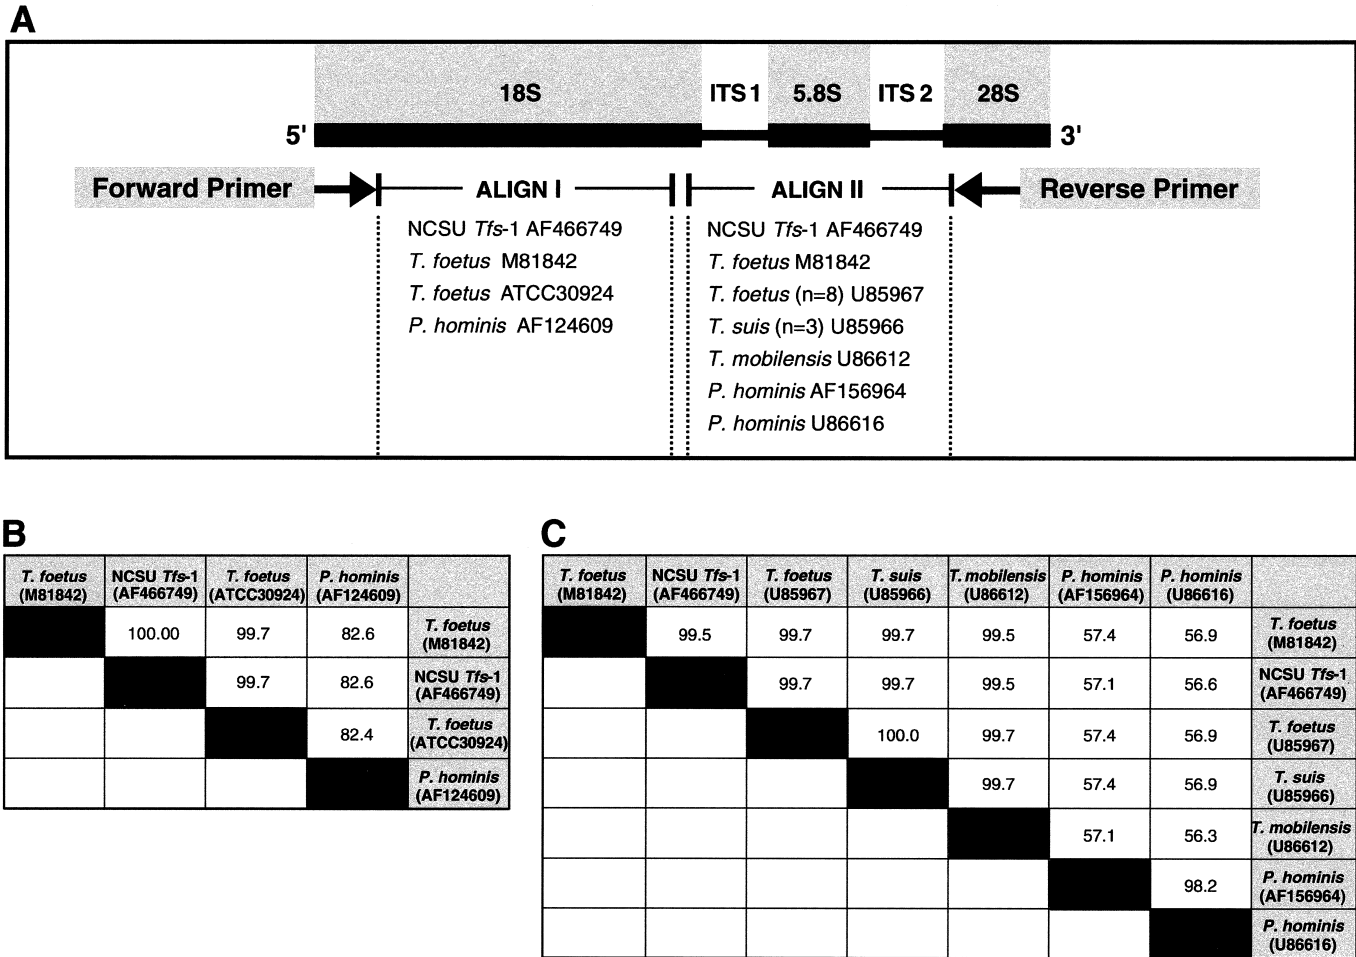 A
18S ITS 1 5.8S ITS 2 28S
5' 3'
Forward Primer ALIGN I ALIGN II Reverse Primer
NCSU Tfs-1 AF466749
T. foetus M81842
T. foetus ATCC30924
P. hominis AF124609
NCSU Tfs-1 AF466749
T. foetus M81842
T. foetus (n=8) U85967
T. suis (n=3) U85966
T. mobilensis U86612
P. hominis AF156964
P. hominis U86616
B
T. foetus NCSU Tfs-1 T. foetus P. hominis
(M81842) (AF466749) (ATCC30924) (AF124609)
100.00 99.7 82.6 T. foetus
(M81842)
99.7 82.6 NCSU Tfs-1
(AF466749)
82.4 T. foetus
(ATCC30924)
P. hominis
(AF124609)
C
T. foetus NCSU Tfs-1 T. foetus T. suis T. mobilensis P. hominis P. hominis
(M81842) (AF466749) (U85967) (U85966) (U86612) (AF156964) (U86616)
99.5 99.7 99.7 99.5 57.4 56.9 T. foetus
(M81842)
99.7 99.7 99.5 57.1 56.6 NCSU Tfs-1
(AF466749)
100.0 99.7 57.4 56.9 T. foetus
(U85967)
99.7 57.4 56.9 T. suis
(U85966)
57.1 56.3 T. mobilensis
(U86612)
98.2 P. hominis
(AF156964)
P. hominis
(U86616)